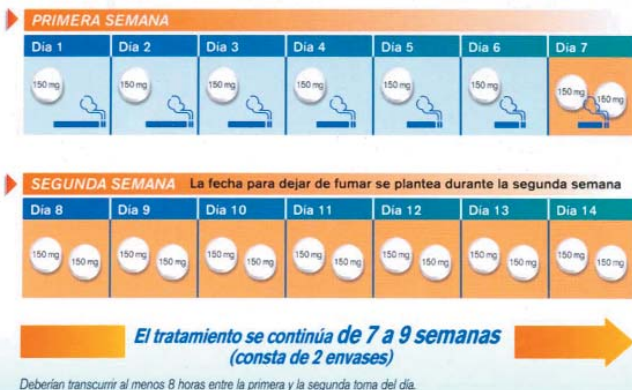 PRIMERA SEMANA
Día 1 Día 2 Día 3 Día 4 Día 5 Día 6 Día 7
150 mg 150 mg 150 mg 150 mg 150 mg 150 mg 150 mg 150 mg
SEGUNDA SEMANA La fecha para dejar de fumar se plantea durante la segunda semana
Día 8 Día 9 Día 10 Día 11 Día 12 Día 13 Día 14
150 mg 150 mg 150 mg 150 mg 150 mg 150 mg 150 mg 150 mg 150 mg 150 mg 150 mg 150 mg 150 mg 150 mg
El tratamiento se continúa de 7 a 9 semanas
(consta de 2 envases)
Deberían transcurrir al menos 8 horas entre la primera y la segunda toma del día.